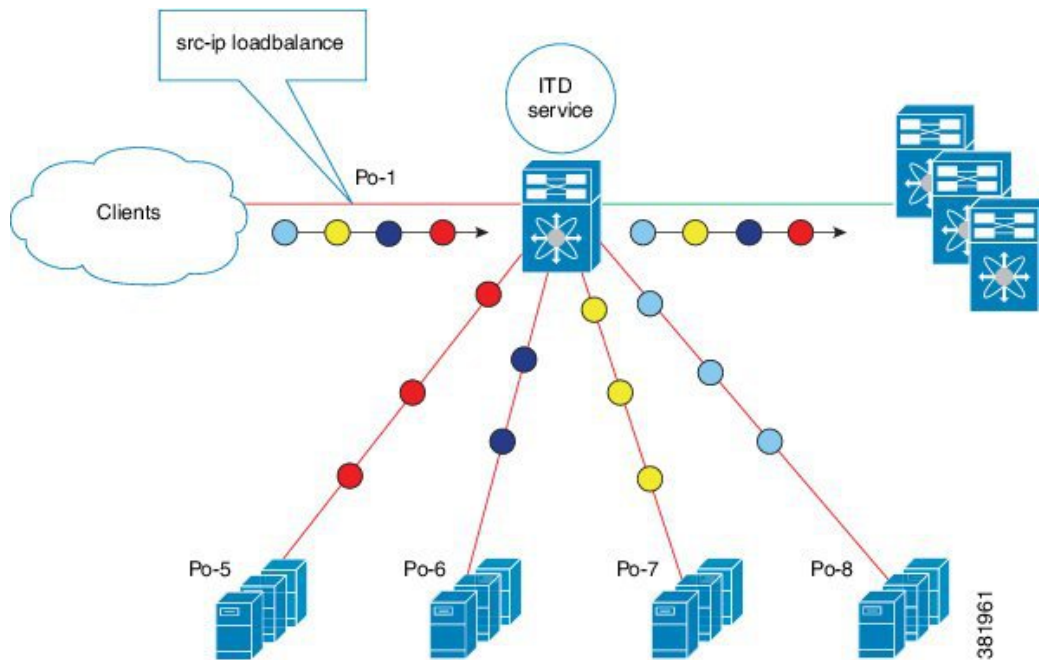 src-ip loadbalance
ITD
service
Po-1
Clients
Po-5
Po-6
Po-7
Po-8
381961